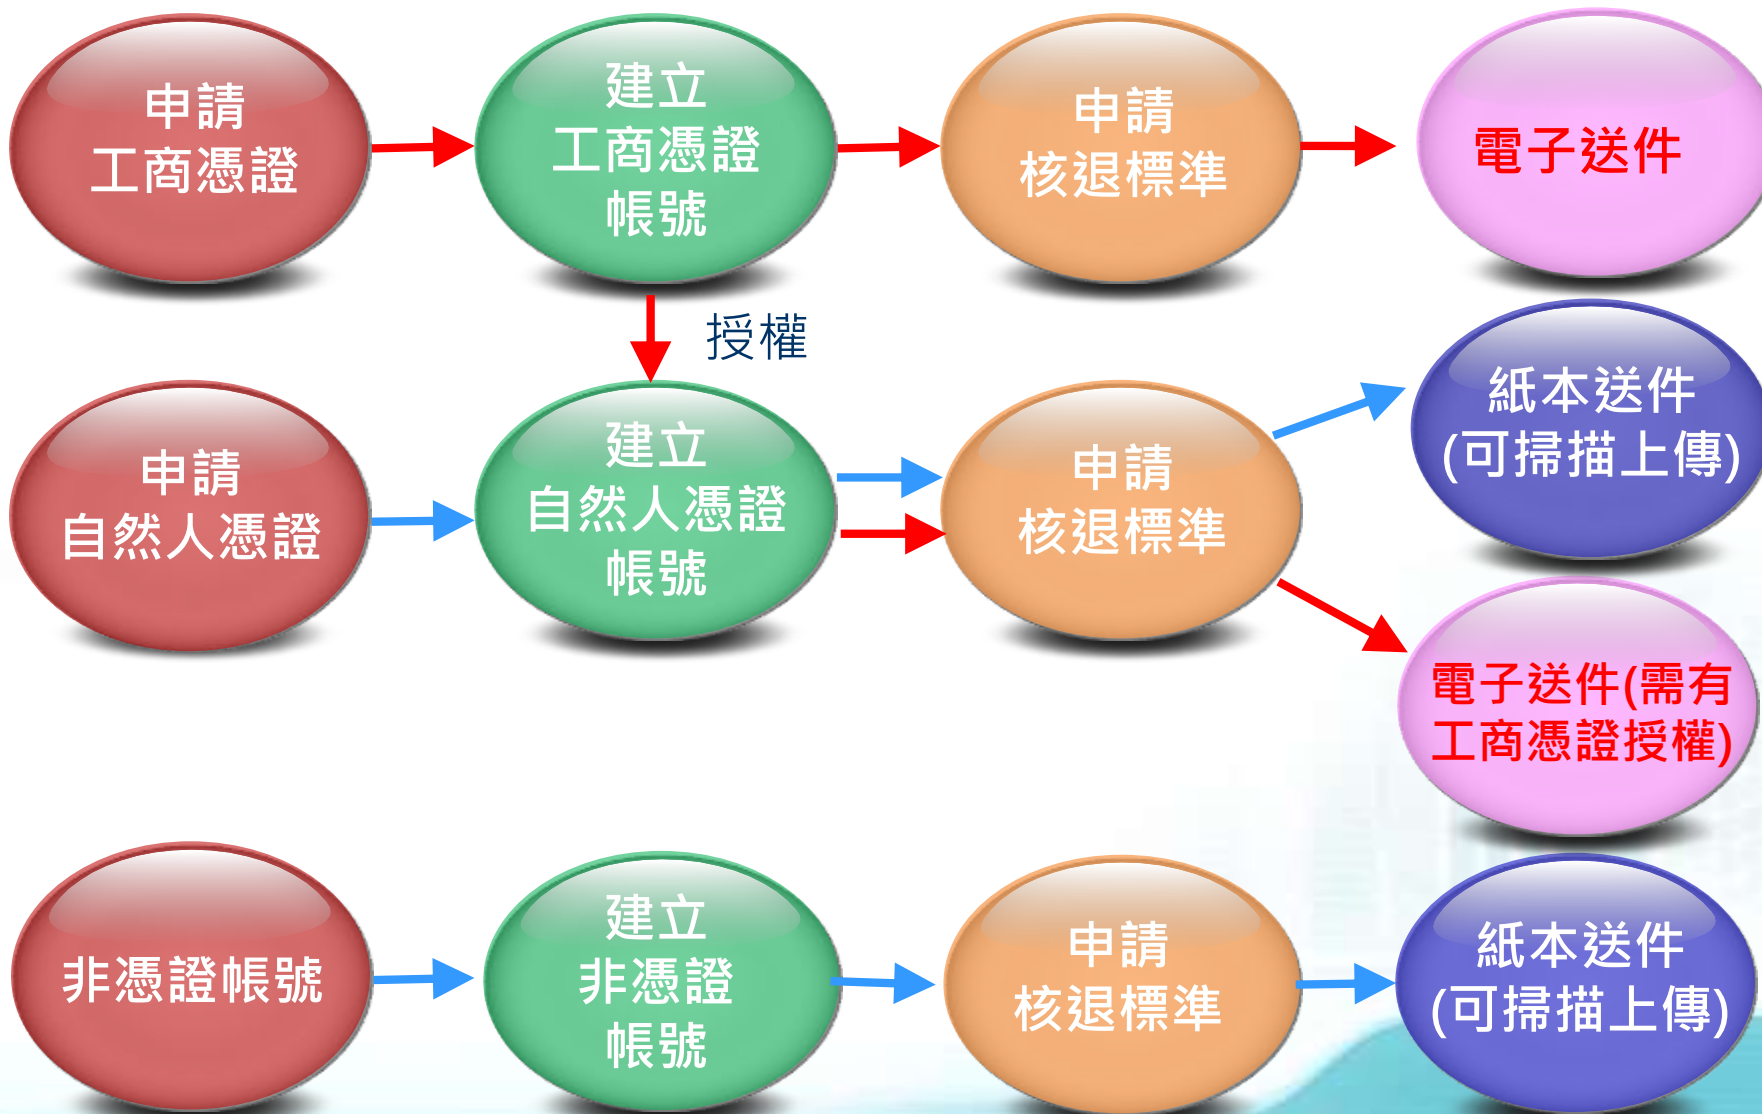 申請
工商憑證
建立
工商憑證
帳號
申請
核退標準
電子送件
授權
申請
自然人憑證
建立
自然人憑證
帳號
申請
核退標準
紙本送件
(可掃描上傳)
電子送件(需有
工商憑證授權)
非憑證帳號
建立
非憑證
帳號
申請
核退標準
紙本送件
(可掃描上傳)